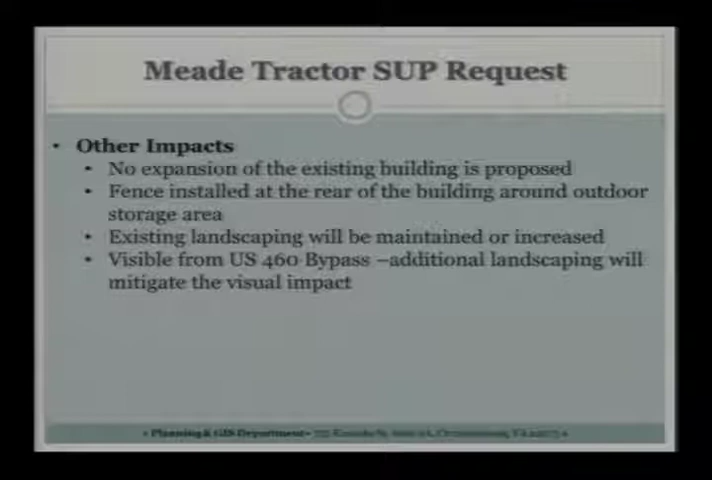 Meade Tractor SUP Request
• Other Impacts
• No expansion of the existing building is proposed
• Fence installed at the rear of the building around outdoor
storage area
• Existing landscaping will be maintained or increased
• Visible from US 460 Bypass –additional landscaping will
mitigate the visual impact
Planning & GIS Department